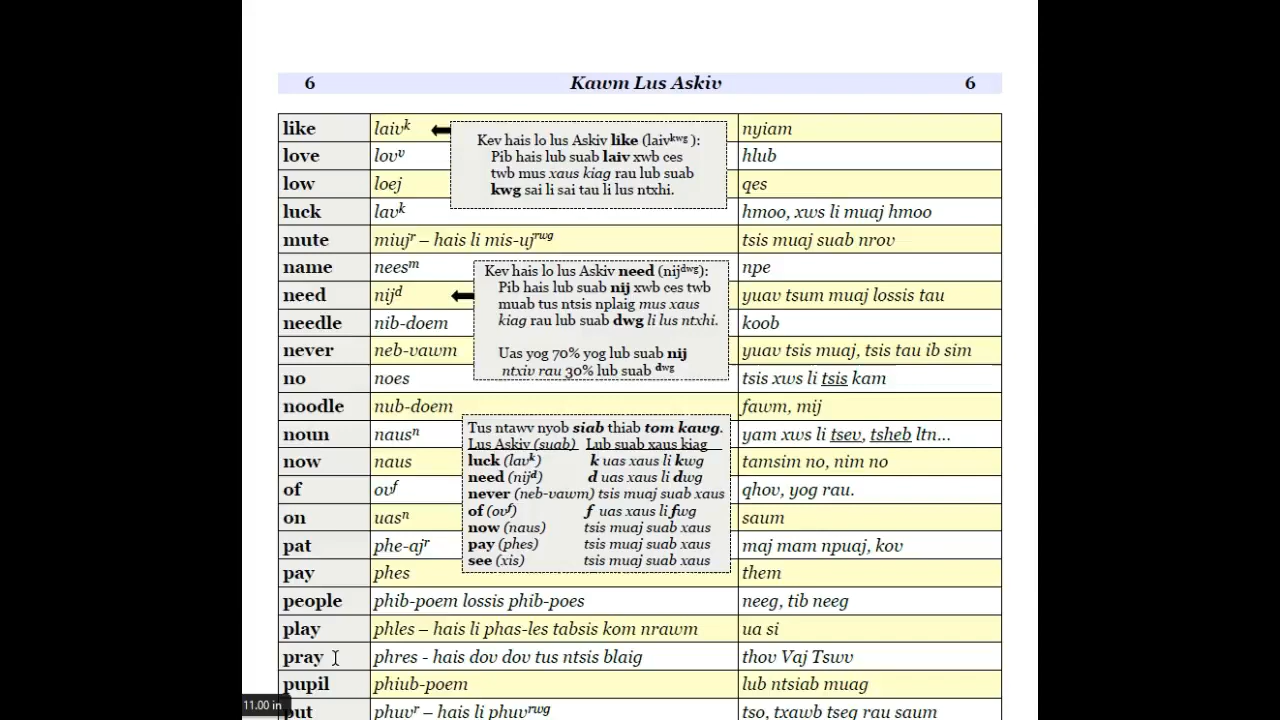 6 Kawm Lus Askiv 6
like laivᵏ nyiam
love lovᵛ hlub
low loej qes
luck lavᵏ hmoo, xws li muaj hmoo
mute miujʳ – hais li mis-ujʳʷᵍ tsis muaj suab nrov
name neesᵐ npe
need nijᵈ yuav tsum muaj lossis tau
needle nib-doem koob
never neb-vawm yuav tsis muaj, tsis tau ib sim
no noes tsis xws li tsis kam
noodle nub-doem fawm, mij
noun nausⁿ yam xws li tsev, tsheb ltn...
now naus tamsim no, nim no
of ovᶠ qhov, yog rau.
on uasⁿ saum
pat phe-ajʳ maj mam npuaj, kov
pay phes them
people phib-poem lossis phib-poes neeg, tib neeg
play phles – hais li phas-les tabsis kom nrawm ua si
pray phres - hais dov dov tus ntsis blaig thov Vaj Tswv
pupil phiub-poem lub ntsiab muag
put phuvʳ – hais li phuvʳʷᵍ tso, txawb tseg rau saum
Kev hais lo lus Askiv like (laivᵏʷᵍ ):
Pib hais lub suab laiv xwb ces
twb mus xaus kiag rau lub suab
kwg sai li sai tau li lus ntxhi.
Kev hais lo lus Askiv need (nijᵈʷᵍ):
Pib hais lub suab nij xwb ces twb
muab tus ntsis nplaig mus xaus
kiag rau lub suab dwg li lus ntxhi.
Uas yog 70% yog lub suab nij
ntxiv rau 30% lub suab ᵈʷᵍ
Tus ntawv nyob siab thiab tom kawg.
Lus Askiv (suab) Lub suab xaus kiag
luck (lavᵏ) k uas xaus li kwg
need (nijᵈ) d uas xaus li dwg
never (neb-vawm) tsis muaj suab xaus
of (ovᶠ) f uas xaus li fwg
now (naus) tsis muaj suab xaus
pay (phes) tsis muaj suab xaus
see (xis) tsis muaj suab xaus
11.00 in